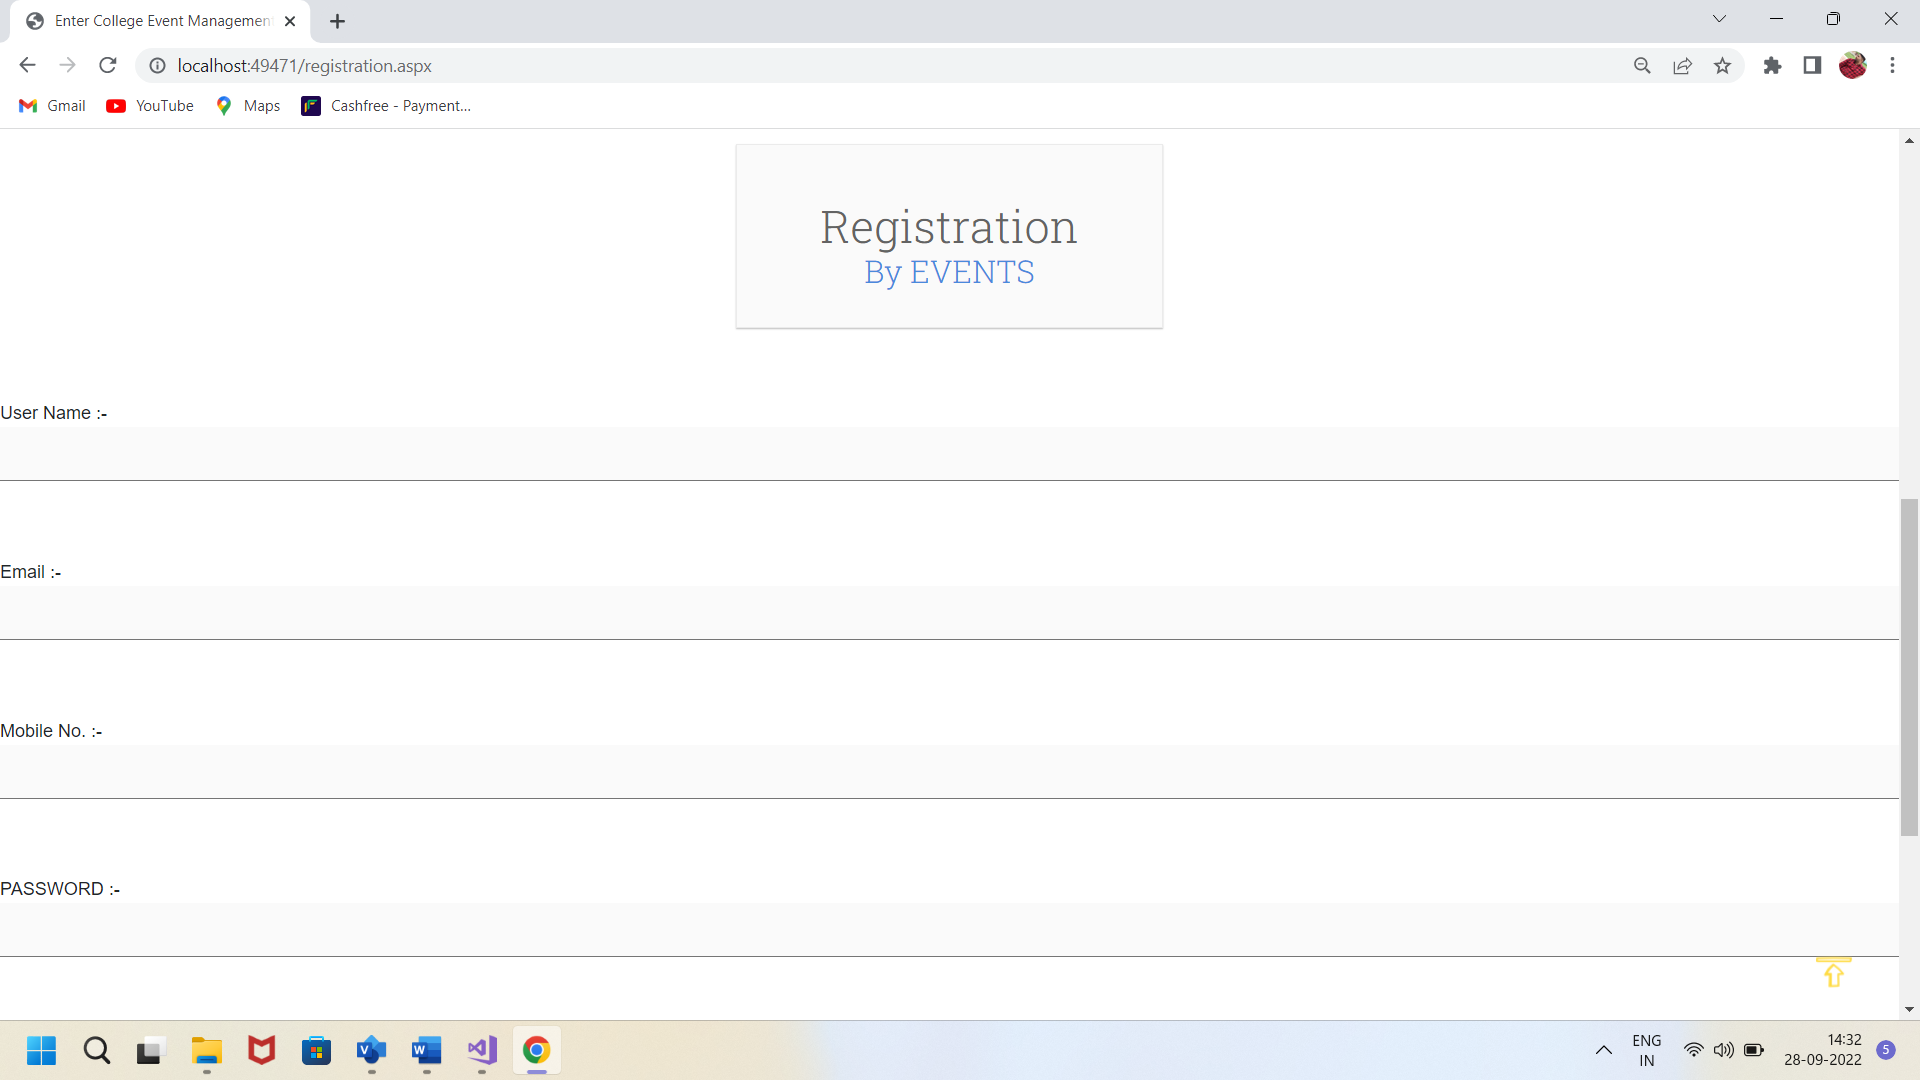 Enter College Event Managemen
localhost:49471/registration.aspx
Gmail YouTube Maps Cashfree - Payment...
Registration
By EVENTS
User Name :-
Email :-
Mobile No. :-
PASSWORD :-
ENG
IN
14:32
28-09-2022
5